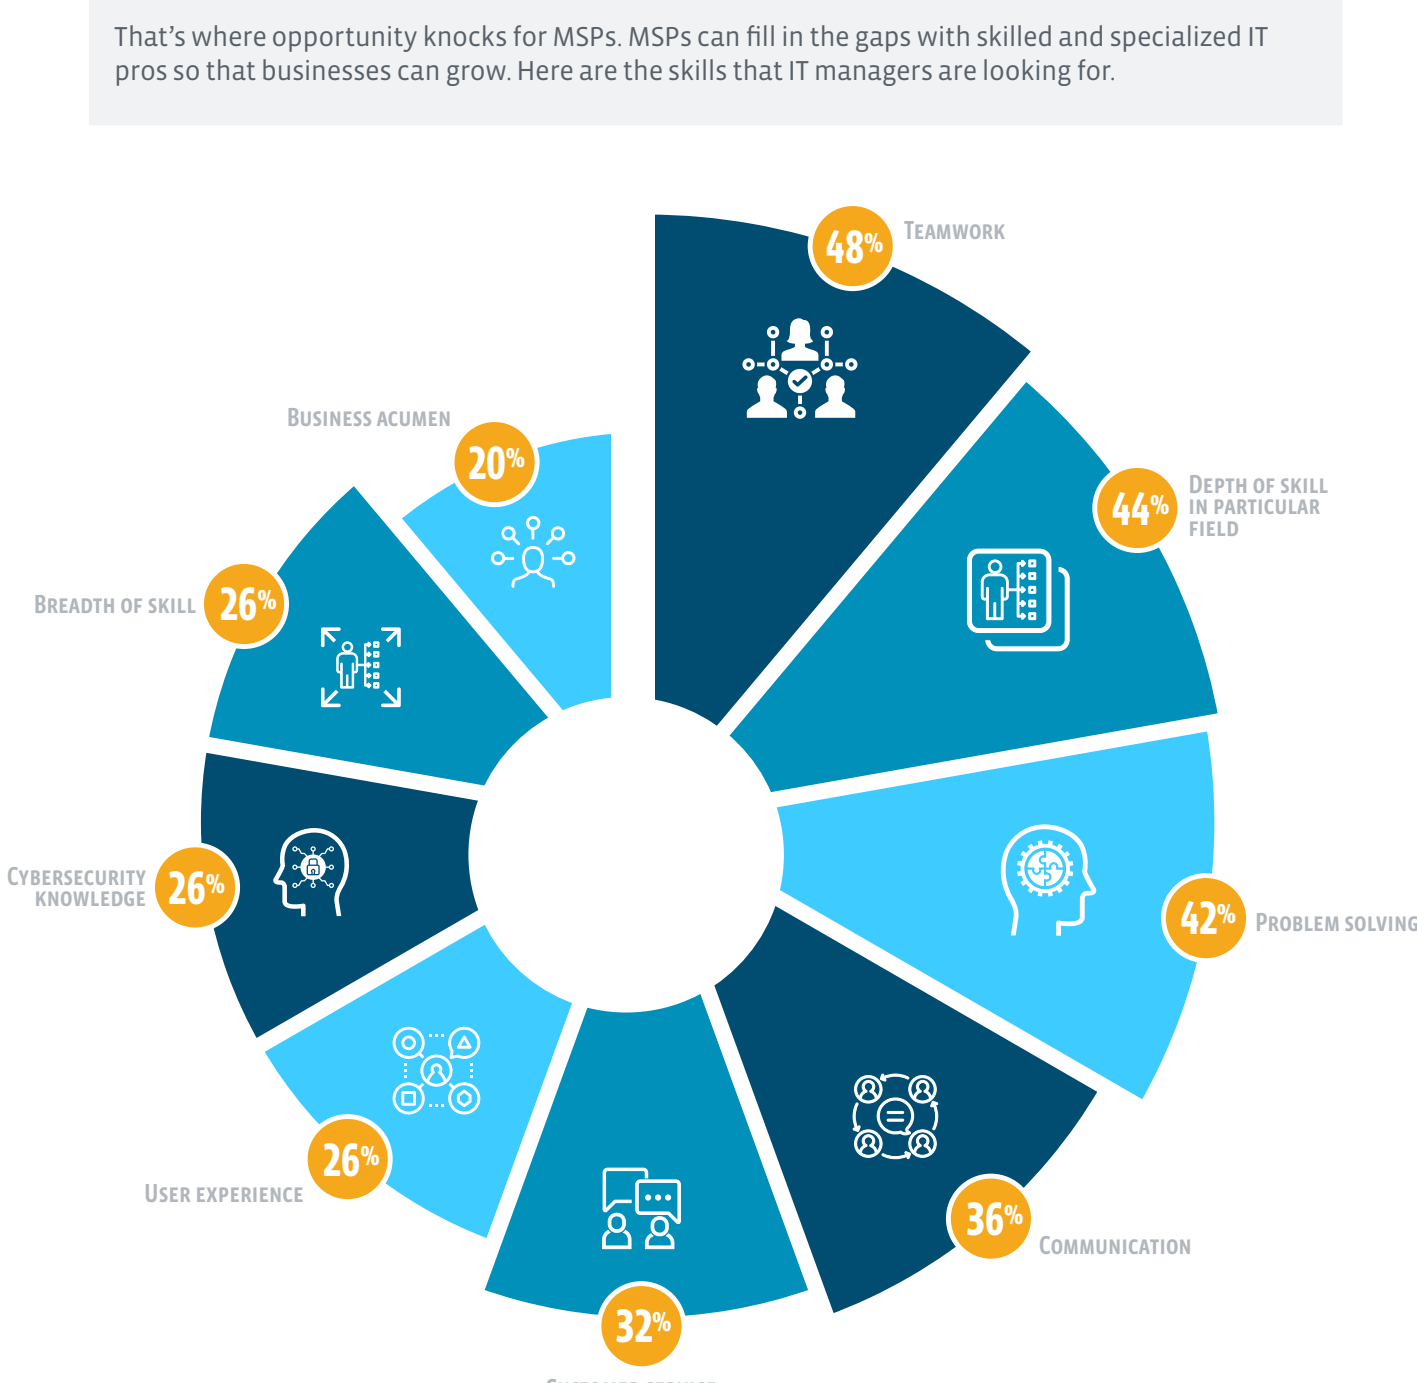 That's where opportunity knocks for MSPs. MSPs can fill in the gaps with skilled and specialized IT
pros so that businesses can grow. Here are the skills that IT managers are looking for.
48%
TEAMWORK
44%
DEPTH OF SKILL
IN PARTICULAR
FIELD
42%
PROBLEM SOLVING
36%
COMMUNICATION
32%
CUSTOMER SERVICE
26%
USER EXPERIENCE
26%
CYBERSECURITY
KNOWLEDGE
26%
BREADTH OF SKILL
20%
BUSINESS ACUMEN